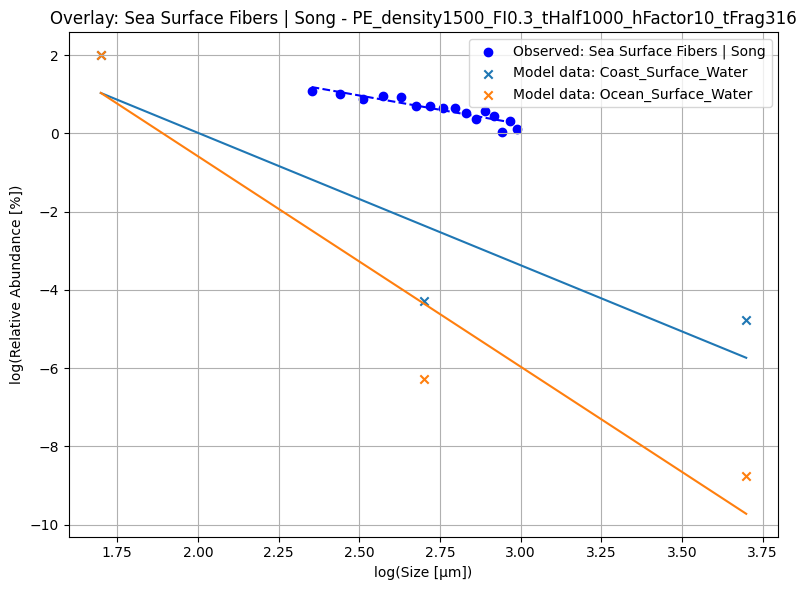 Overlay: Sea Surface Fibers | Song - PE_density1500_FI0.3_tHalf1000_hFactor10_tFrag316
Observed: Sea Surface Fibers | Song
Model data: Coast_Surface_Water
Model data: Ocean_Surface_Water
log(Relative Abundance [%])
2
0
−2
−4
−6
−8
−10
1.75
2.00
2.25
2.50
2.75
3.00
3.25
3.50
3.75
log(Size [µm])